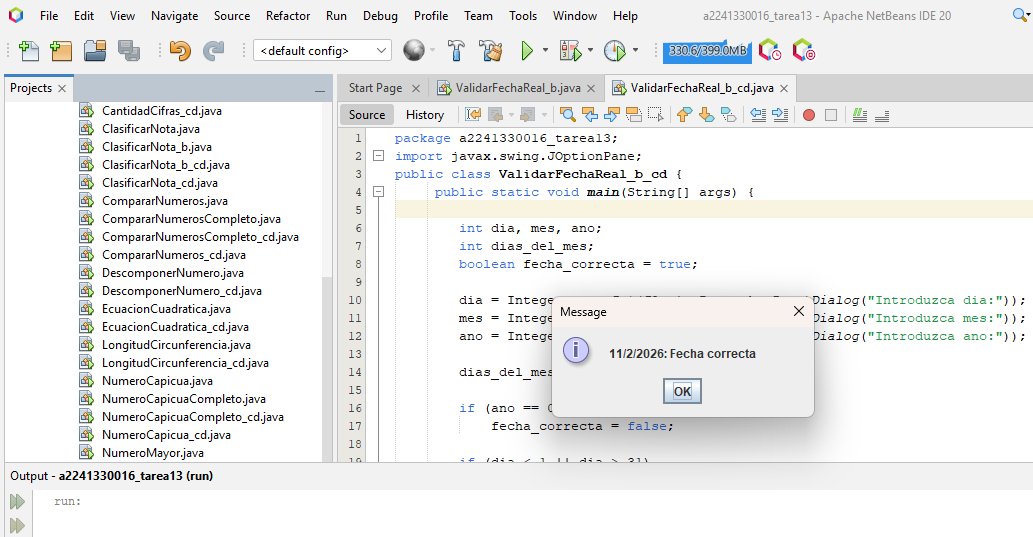 File Edit View Navigate Source Refactor Run Debug Profile Team Tools Window Help a2241330016_tarea13 - Apache NetBeans IDE 20
<default config> 330.6/399.0MB
Projects Start Page ValidarFechaReal_b.java ValidarFechaReal_b_cd.java
Source History
CantidadCifras_cd.java
ClasificarNota.java
ClasificarNota_b.java
ClasificarNota_b_cd.java
ClasificarNota_cd.java
CompararNumeros.java
CompararNumerosCompleto.java
CompararNumerosCompleto_cd.java
CompararNumeros_cd.java
DescomponerNumero.java
DescomponerNumero_cd.java
EcuacionCuadratica.java
EcuacionCuadratica_cd.java
LongitudCircunferencia.java
LongitudCircunferencia_cd.java
NumeroCapicua.java
NumeroCapicuaCompleto.java
NumeroCapicuaCompleto_cd.java
NumeroCapicua_cd.java
NumeroMayor.java
1 package a2241330016_tarea13;
2 import javax.swing.JOptionPane;
3 public class ValidarFechaReal_b_cd {
4 public static void main(String[] args) {
5
6 int dia, mes, ano;
7 int dias_del_mes;
8 boolean fecha_correcta = true;
9
10 dia = Intege Dialog("Introduzca dia:"));
11 mes = Intege Dialog("Introduzca mes:"));
12 ano = Intege Dialog("Introduzca ano:"));
13
14 dias_del_mes
15
16 if (ano == 0
17 fecha_correcta = false;
18
19 if (dia < 1 || dia > 31)
Message
11/2/2026: Fecha correcta
OK
Output - a2241330016_tarea13 (run)
run: